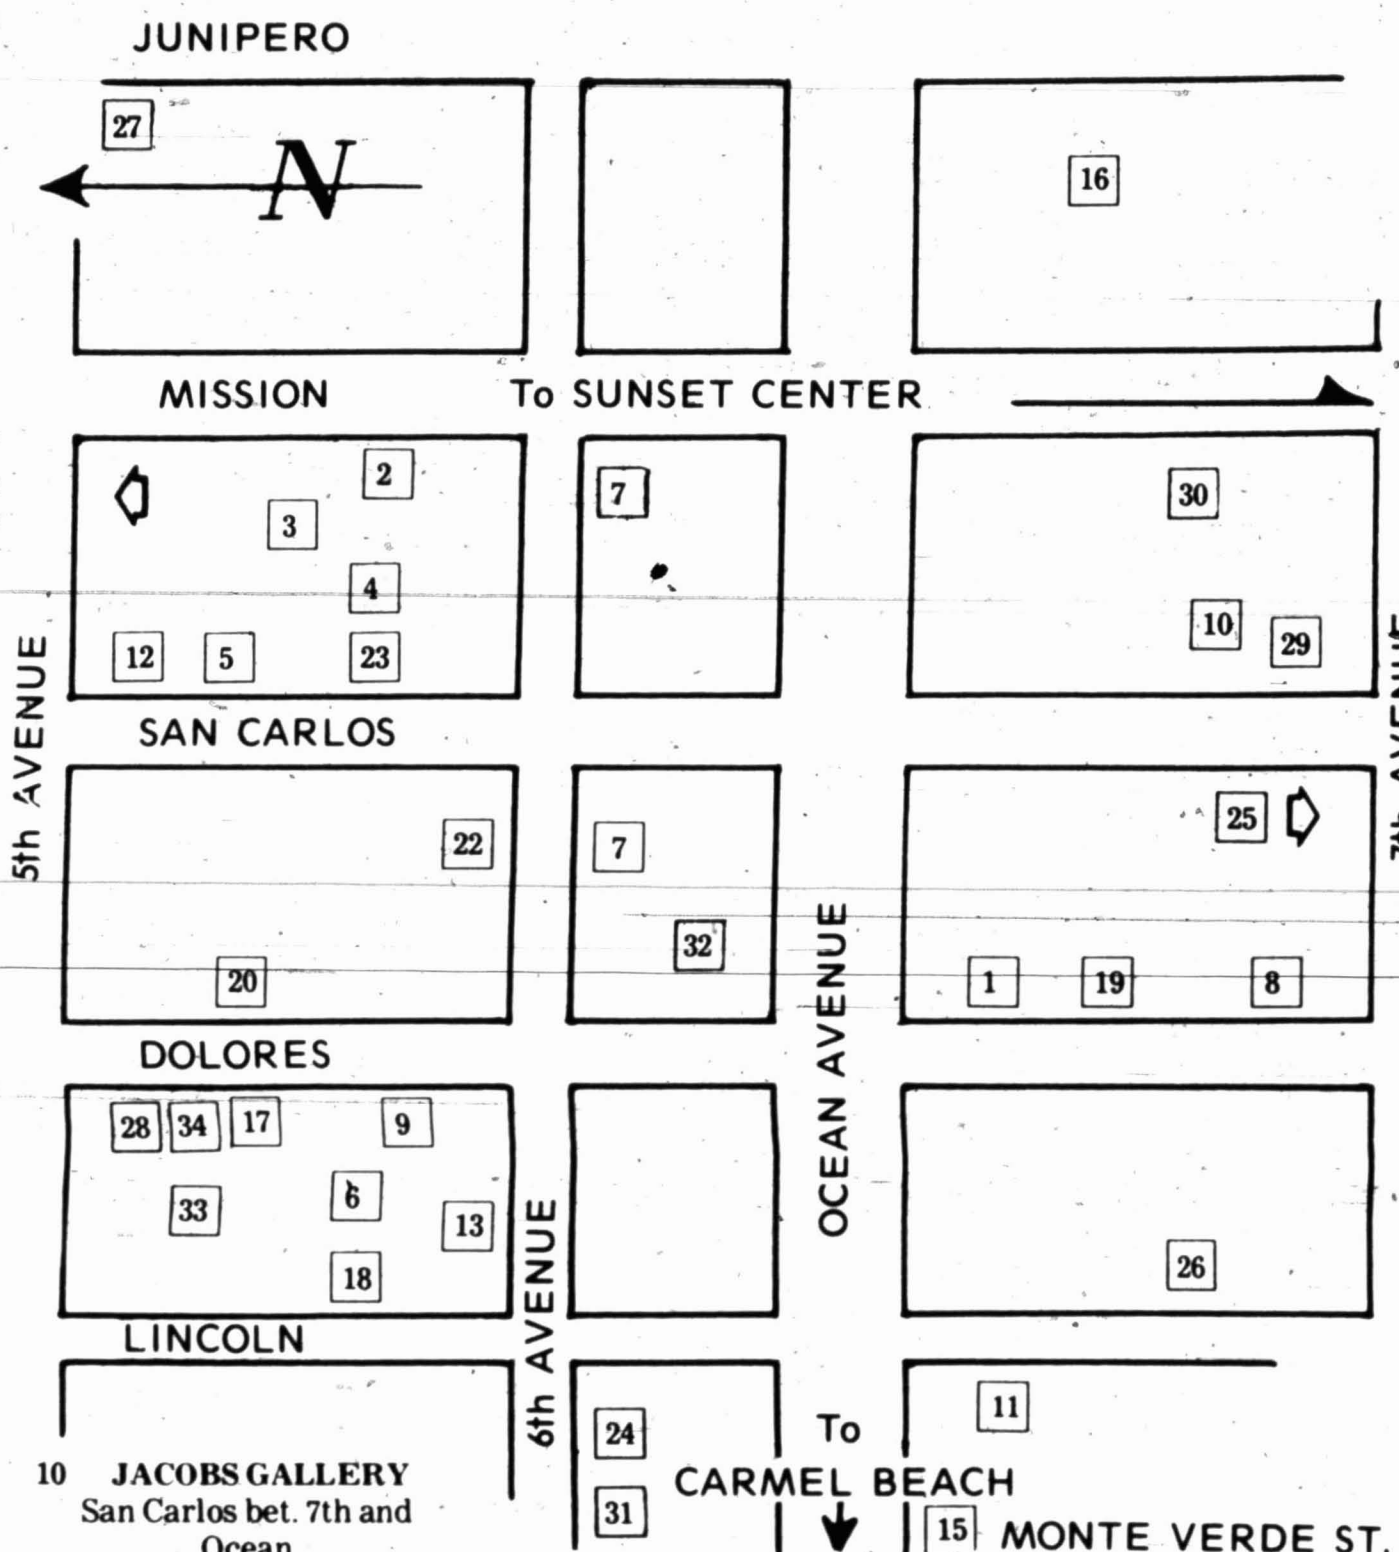 JUNIPERO
27
N
16
MISSION To SUNSET CENTER
2
7
30
3
4
10
29
12 5 23
5th AVENUE
SAN CARLOS
7th AVENUE
25
22
7
32
20
1 19 8
OCEAN AVENUE
DOLORES
28 34 17 9
6
33
13
18
26
LINCOLN
6th AVENUE
11
24
To
CARMEL BEACH
31
15 MONTE VERDE ST.
10 JACOBS GALLERY
San Carlos bet. 7th and
Ocean